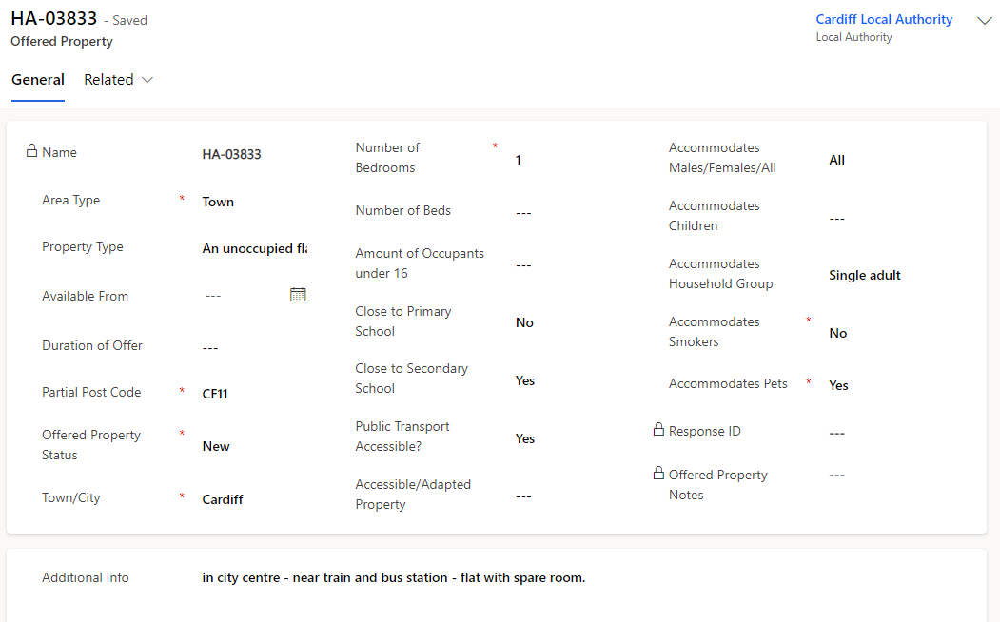 HA-03833 - Saved
Offered Property
Cardiff Local Authority
Local Authority
General Related
Name HA-03833
Area Type * Town
Property Type An unoccupied fla
Available From ---
Duration of Offer ---
Partial Post Code * CF11
Offered Property
Status * New
Town/City * Cardiff
Number of
Bedrooms * 1
Number of Beds ---
Amount of Occupants
under 16 ---
Close to Primary
School No
Close to Secondary
School Yes
Public Transport
Accessible? Yes
Accessible/Adapted
Property ---
Accommodates
Males/Females/All All
Accommodates
Children ---
Accommodates
Household Group Single adult
Accommodates
Smokers * No
Accommodates Pets * Yes
Response ID ---
Offered Property
Notes ---
Additional Info in city centre - near train and bus station - flat with spare room.